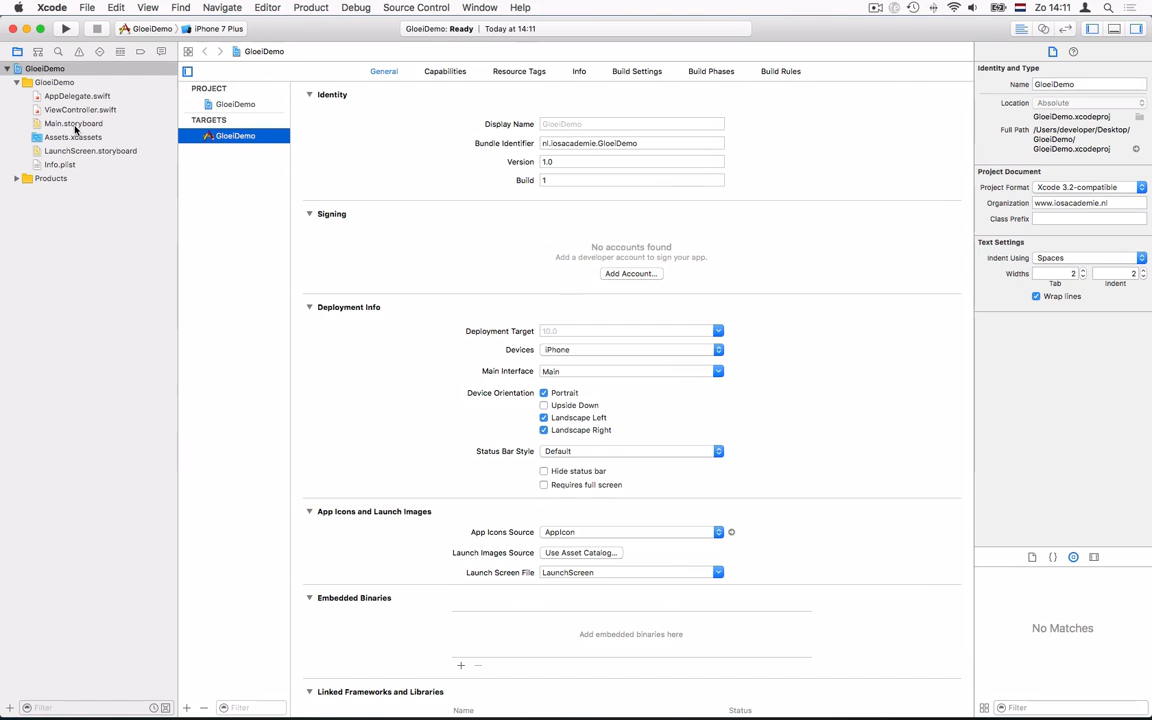 Xcode File Edit View Find Navigate Editor Product Debug Source Control Window Help Zo 14:11
GloeiDemo iPhone 7 Plus GloeiDemo: Ready Today at 14:11
GloeiDemo
GloeiDemo
AppDelegate.swift
ViewController.swift
Main.storyboard
Assets.xcassets
LaunchScreen.storyboard
Info.plist
Products
Filter
GloeiDemo
General Capabilities Resource Tags Info Build Settings Build Phases Build Rules
PROJECT
GloeiDemo
TARGETS
GloeiDemo
Filter
Identity
Display Name GloeiDemo
Bundle Identifier nl.iosacademie.GloeiDemo
Version 1.0
Build 1
Signing
No accounts found
Add a developer account to sign your app.
Add Account...
Deployment Info
Deployment Target 10.0
Devices iPhone
Main Interface Main
Device Orientation Portrait
Upside Down
Landscape Left
Landscape Right
Status Bar Style Default
Hide status bar
Requires full screen
App Icons and Launch Images
App Icons Source AppIcon
Launch Images Source Use Asset Catalog...
Launch Screen File LaunchScreen
Embedded Binaries
Add embedded binaries here
Linked Frameworks and Libraries
Name Status
Identity and Type
Name GloeiDemo
Location Absolute
GloeiDemo.xcodeproj
Full Path /Users/developer/Desktop/
GloeiDemo/
GloeiDemo.xcodeproj
Project Document
Project Format Xcode 3.2-compatible
Organization www.iosacademie.nl
Class Prefix
Text Settings
Indent Using Spaces
Widths 2 2
Tab Indent
Wrap lines
No Matches
Filter